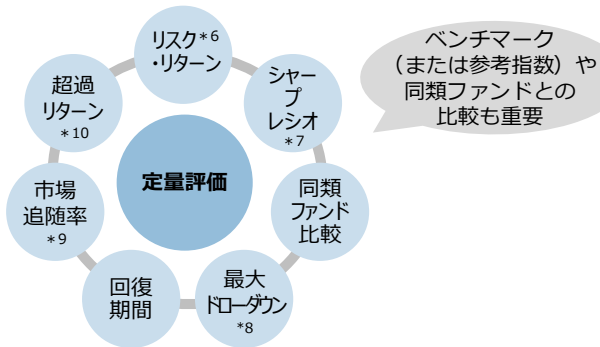 リスク*6
・リターン
シャー
プ
レシオ
*7
同類
ファンド
比較
最大
ドローダウン
*8
回復
期間
市場
追随率
*9
超過
リターン
*10
定量評価
ベンチマーク
（または参考指数）や
同類ファンドとの
比較も重要